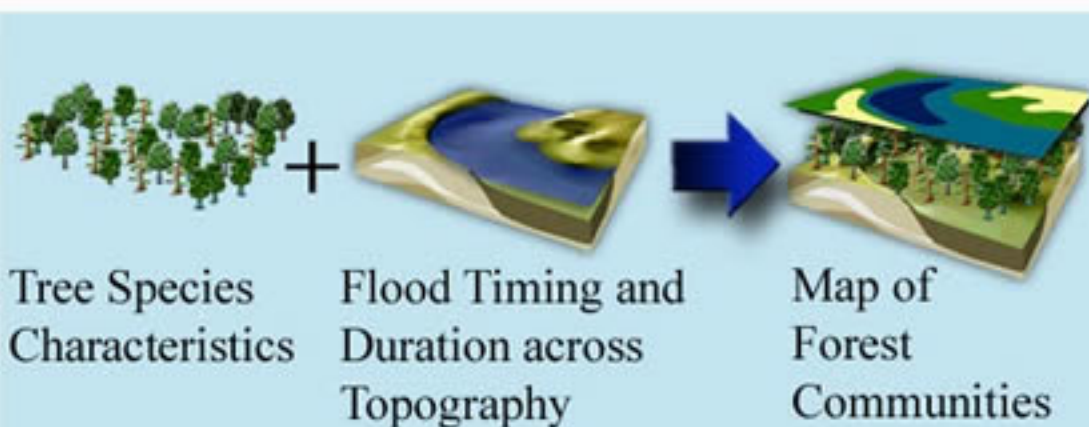 +
Tree Species
Characteristics
Flood Timing and
Duration across
Topography
Map of
Forest
Communities